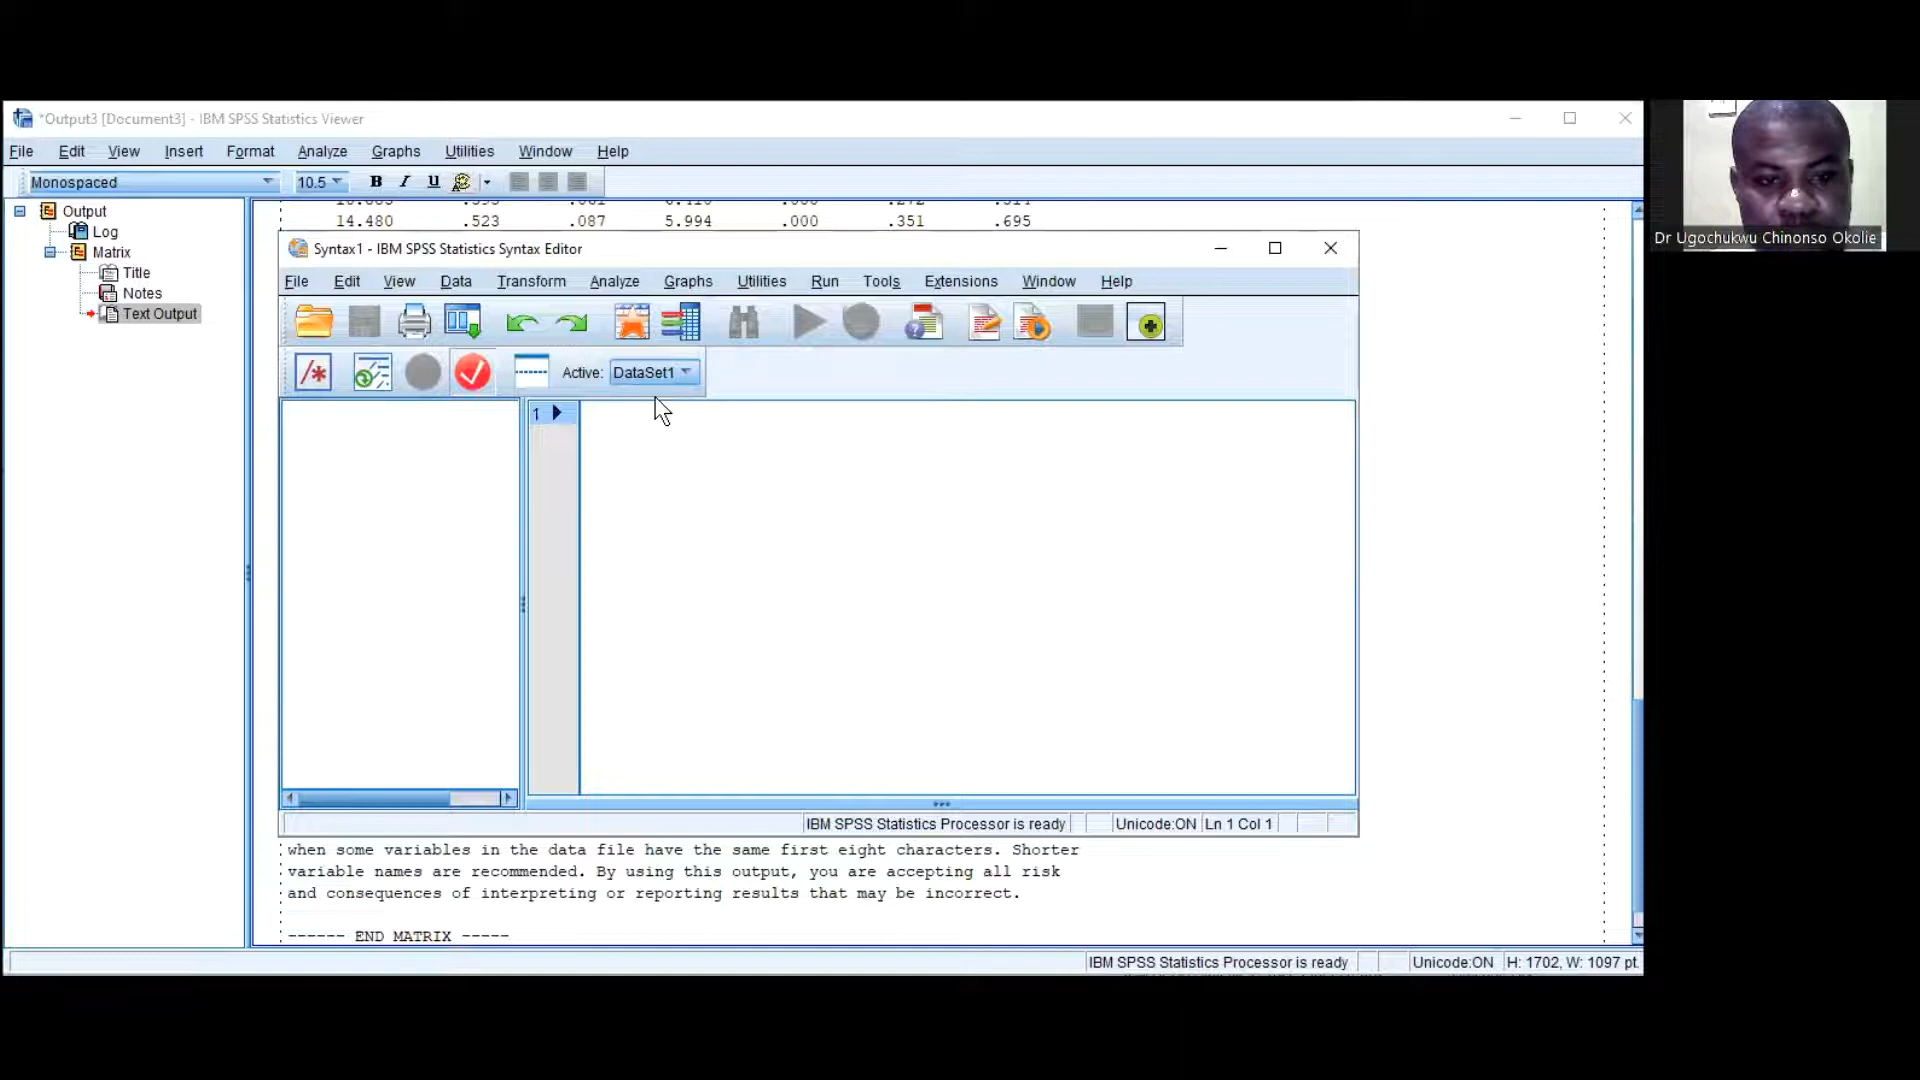 *Output3 [Document3] - IBM SPSS Statistics Viewer
File Edit View Insert Format Analyze Graphs Utilities Window Help
Monospaced 10.5 B I U
Output
Log
Matrix
Title
Notes
Text Output
14.480 .523 .087 5.994 .000 .351 .695
Syntax1 - IBM SPSS Statistics Syntax Editor
File Edit View Data Transform Analyze Graphs Utilities Run Tools Extensions Window Help
Active: DataSet1
1
IBM SPSS Statistics Processor is ready Unicode:ON Ln 1 Col 1
when some variables in the data file have the same first eight characters. Shorter
variable names are recommended. By using this output, you are accepting all risk
and consequences of interpreting or reporting results that may be incorrect.
------ END MATRIX -----
IBM SPSS Statistics Processor is ready Unicode:ON H: 1702, W: 1097 pt.
Dr Ugochukwu Chinonso Okolie